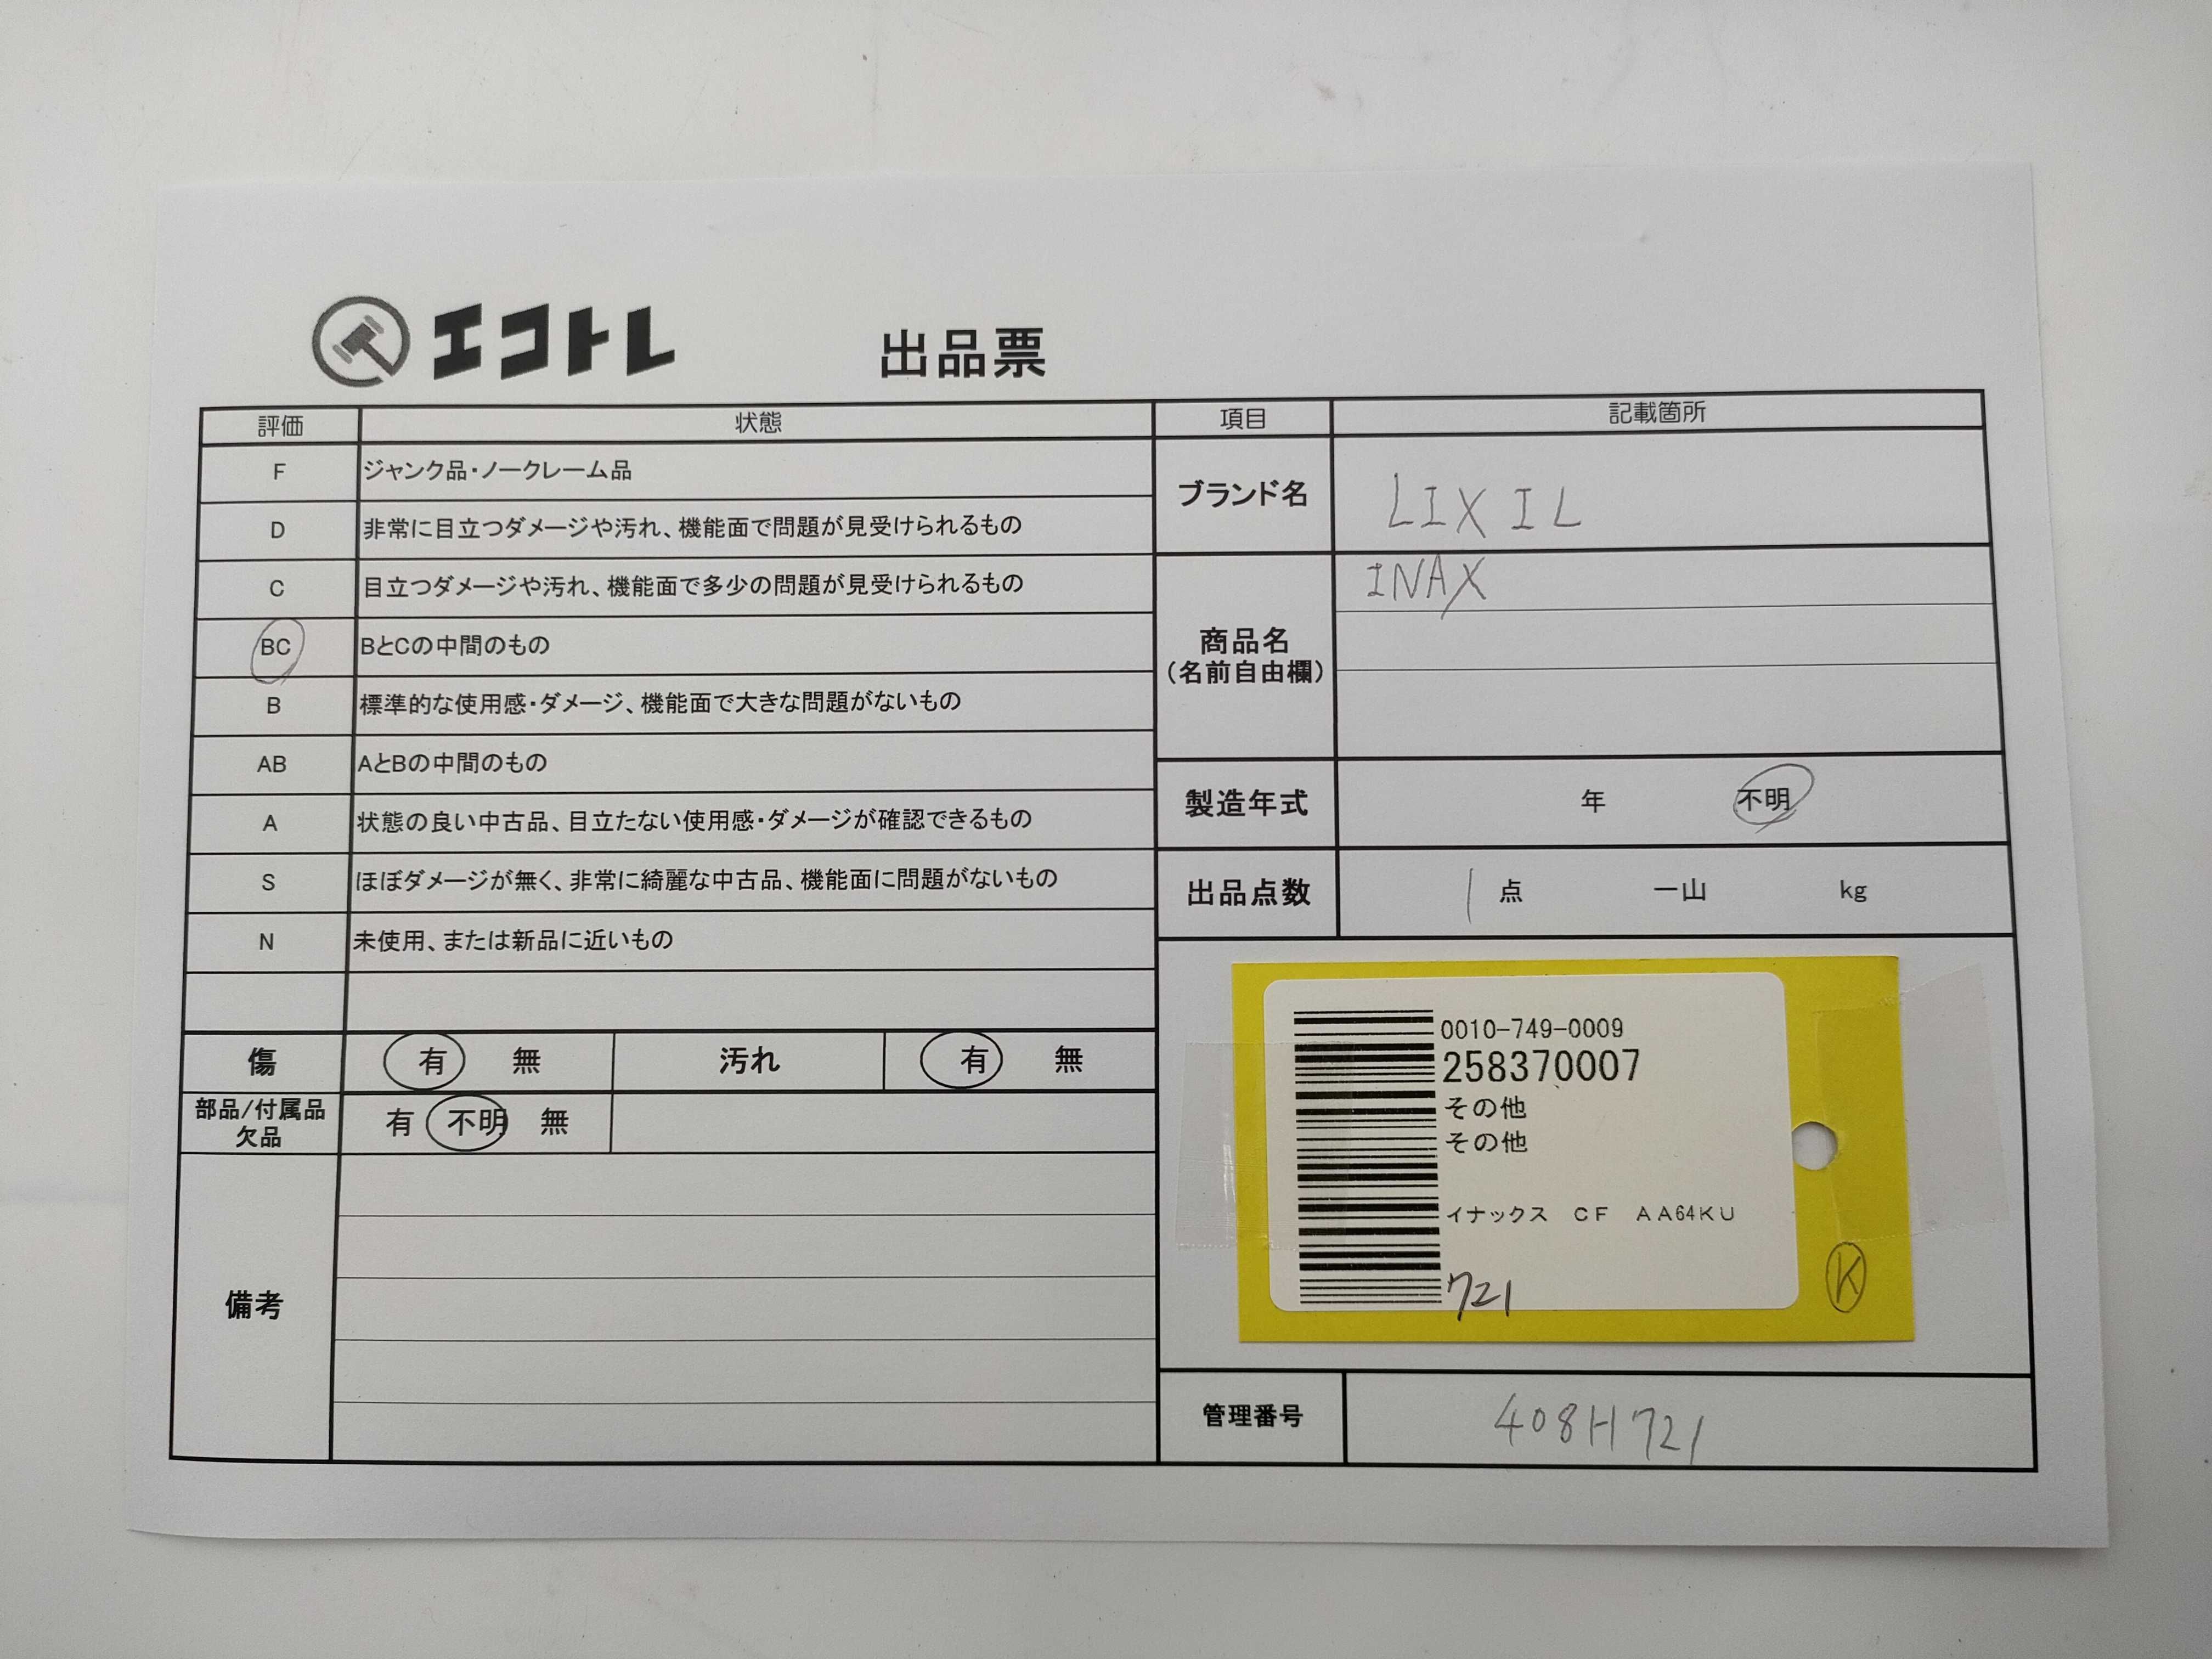 エコトレ
出品票
評価 状態
F ジャンク品・ノークレーム品
D 非常に目立つダメージや汚れ、機能面で問題が見受けられるもの
C 目立つダメージや汚れ、機能面で多少の問題が見受けられるもの
BC BとCの中間のもの
B 標準的な使用感・ダメージ、機能面で大きな問題がないもの
AB AとBの中間のもの
A 状態の良い中古品、目立たない使用感・ダメージが確認できるもの
S ほぼダメージが無く、非常に綺麗な中古品、機能面に問題がないもの
N 未使用、または新品に近いもの
傷 有 無 汚れ 有 無
部品/付属品
欠品
有 不明 無
備考
項目 記載箇所
ブランド名 LIXIL
商品名
(名前自由欄)
INAX
製造年式 年 不明
出品点数 1 点 一山 kg
0010-749-0009
258370007
その他
その他
イナックス CF AA64KU
721
K
管理番号 408H721